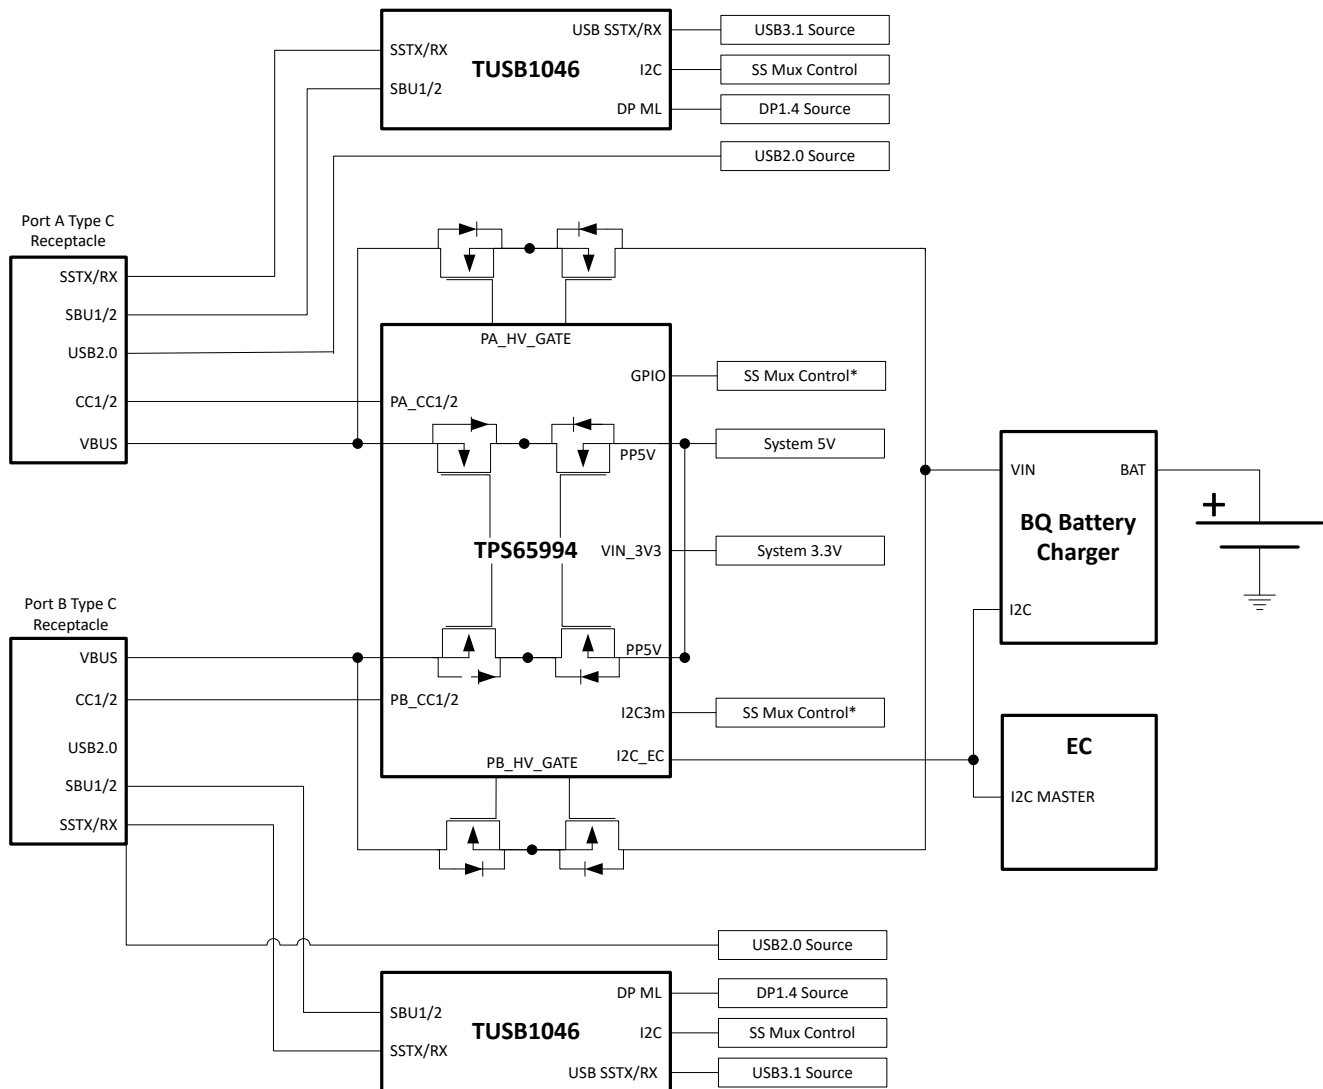 USB SSTX/RX
USB3.1 Source
SSTX/RX
TUSB1046
I2C
SS Mux Control
SBU1/2
DP ML
DP1.4 Source
USB2.0 Source
Port A Type C
Receptacle
SSTX/RX
SBU1/2
USB2.0
CC1/2
VBUS
PA_HV_GATE
GPIO
SS Mux Control*
PA_CC1/2
PP5V
System 5V
TPS65994
VIN_3V3
System 3.3V
VIN
BAT
BQ Battery
Charger
I2C
+
Port B Type C
Receptacle
VBUS
CC1/2
USB2.0
SBU1/2
SSTX/RX
PP5V
PB_CC1/2
I2C3m
SS Mux Control*
I2C_EC
PB_HV_GATE
EC
I2C MASTER
USB2.0 Source
DP ML
DP1.4 Source
SBU1/2
TUSB1046
I2C
SS Mux Control
SSTX/RX
USB SSTX/RX
USB3.1 Source